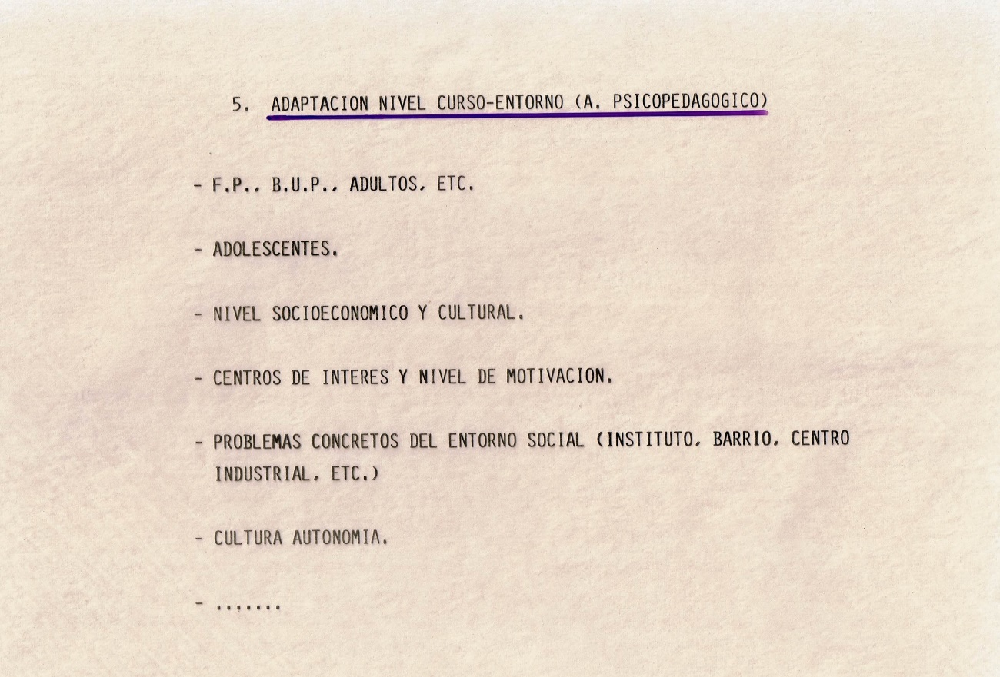 5. ADAPTACION NIVEL CURSO-ENTORNO (A. PSICOPEDAGOGICO)
- F.P., B.U.P., ADULTOS, ETC.
- ADOLESCENTES.
- NIVEL SOCIOECONOMICO Y CULTURAL.
- CENTROS DE INTERES Y NIVEL DE MOTIVACION.
- PROBLEMAS CONCRETOS DEL ENTORNO SOCIAL (INSTITUTO, BARRIO, CENTRO
INDUSTRIAL, ETC.)
- CULTURA AUTONOMIA.
- .......